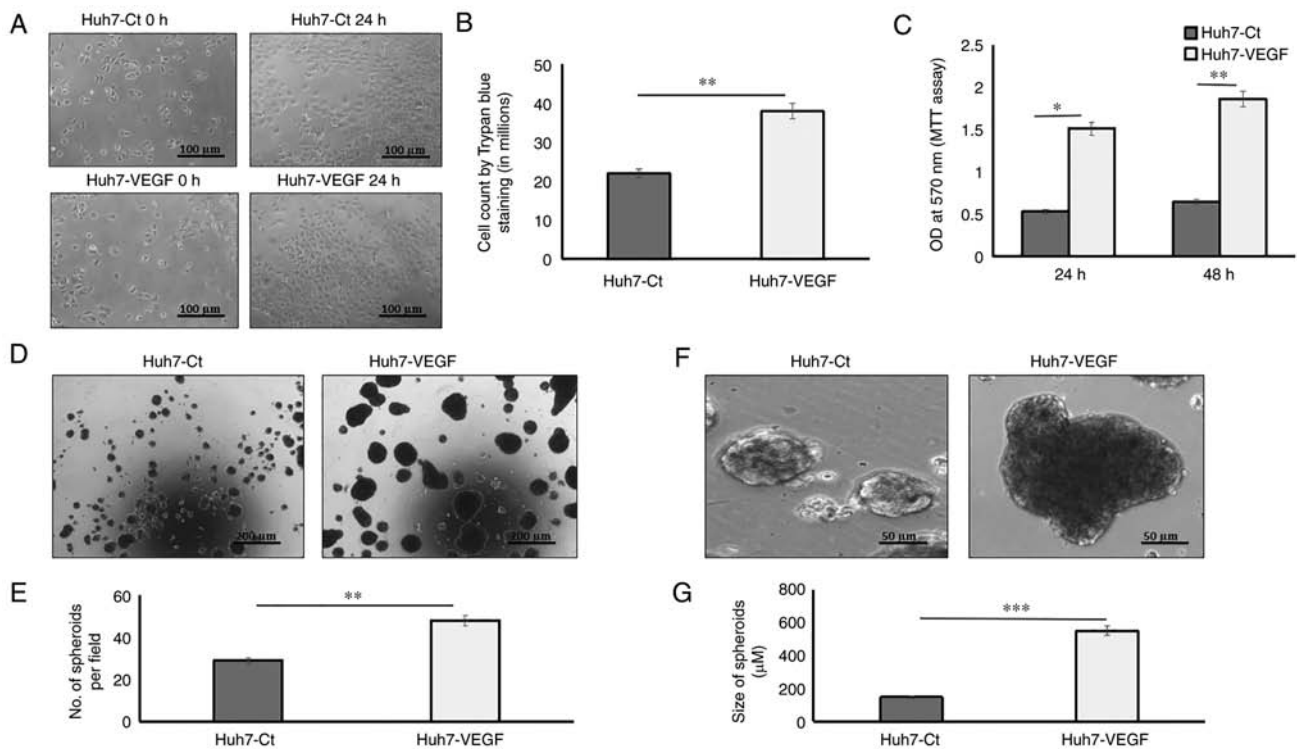 A
Huh7-Ct 0 h
Huh7-Ct 24 h
100 µm
100 µm
Huh7-VEGF 0 h
Huh7-VEGF 24 h
100 µm
100 µm
B
Cell count by Trypan blue
staining (in millions)
50
40
30
20
10
0
**
Huh7-Ct
Huh7-VEGF
C
Huh7-Ct
Huh7-VEGF
OD at 570 nm (MTT assay)
2.5
2
1.5
1
0.5
0
*
**
24 h
48 h
D
Huh7-Ct
Huh7-VEGF
200 µm
200 µm
F
Huh7-Ct
Huh7-VEGF
50 µm
50 µm
E
No. of spheroids
per field
60
40
20
0
**
Huh7-Ct
Huh7-VEGF
G
Size of spheroids
(µM)
800
600
400
200
0
***
Huh7-Ct
Huh7-VEGF